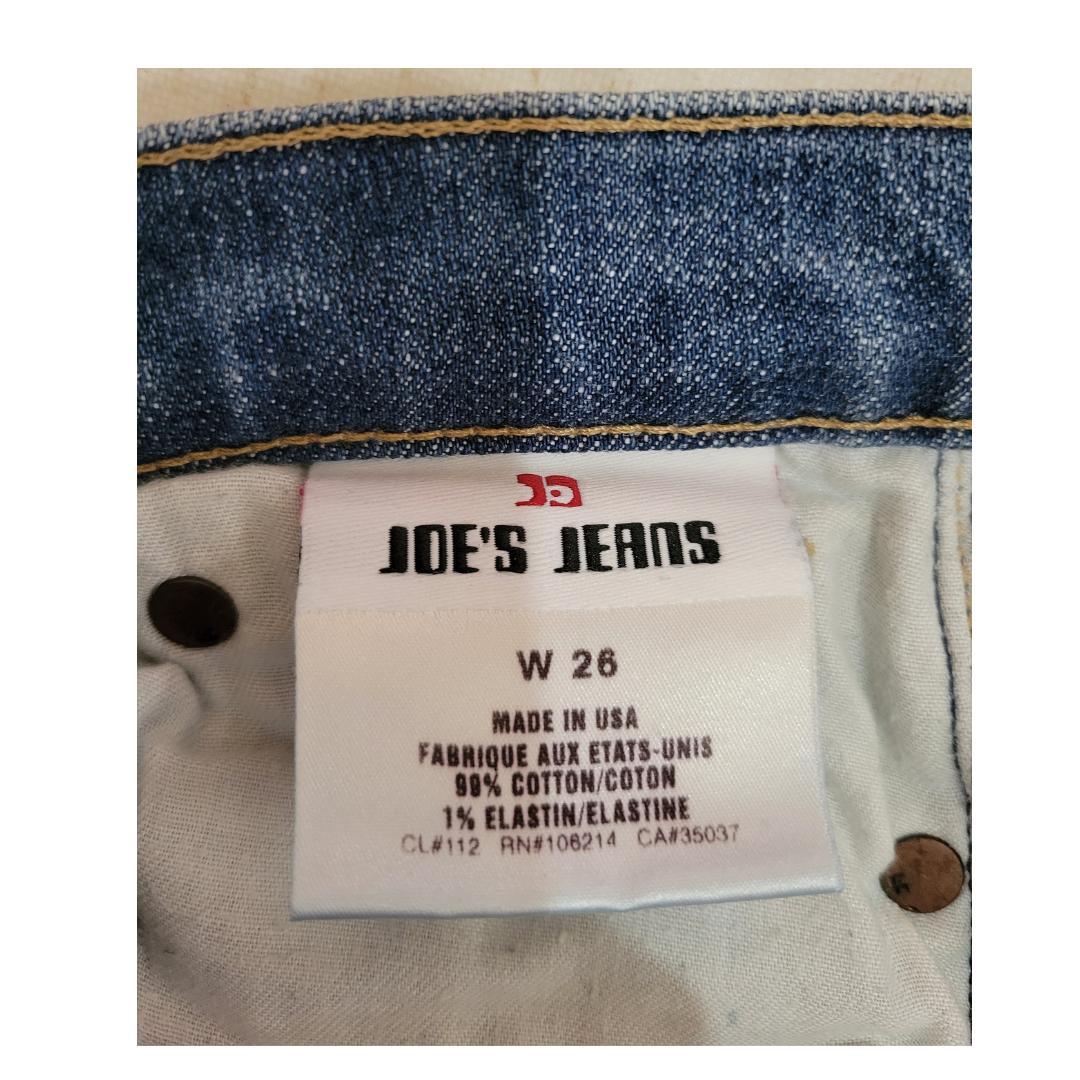 JOE'S JEANS
W 26
MADE IN USA
FABRIQUE AUX ETATS-UNIS
99% COTTON/COTON
1% ELASTIN/ELASTINE
CL#112 RN#106214 CA#35037